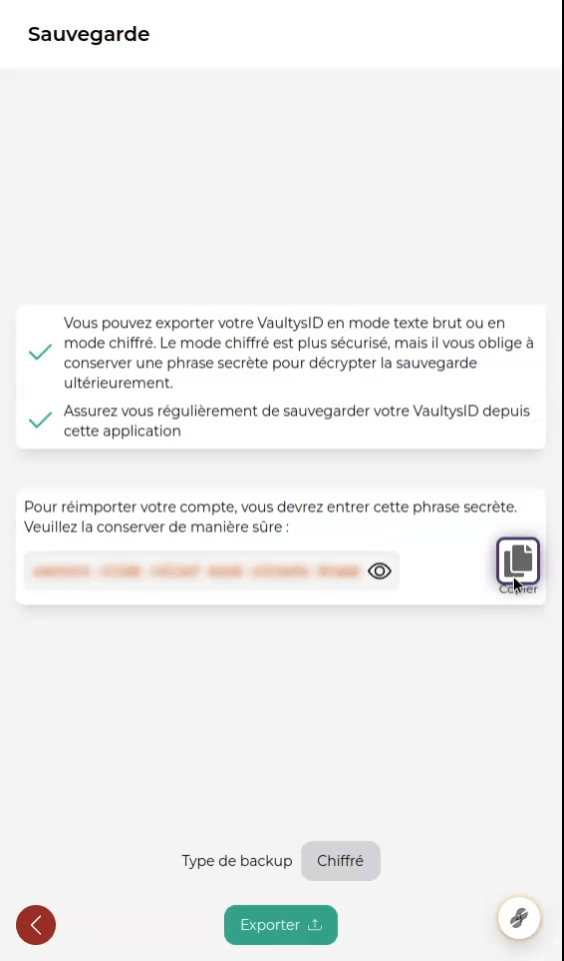 Sauvegarde
Vous pouvez exporter votre VaultysID en mode texte brut ou en
mode chiffré. Le mode chiffré est plus sécurisé, mais il vous oblige à
conserver une phrase secrète pour décrypter la sauvegarde
ultérieurement.
Assurez vous régulièrement de sauvegarder votre VaultysID depuis
cette application
Pour réimporter votre compte, vous devrez entrer cette phrase secrète.
Veuillez la conserver de manière sûre :
Copier
Type de backup
Chiffré
Exporter